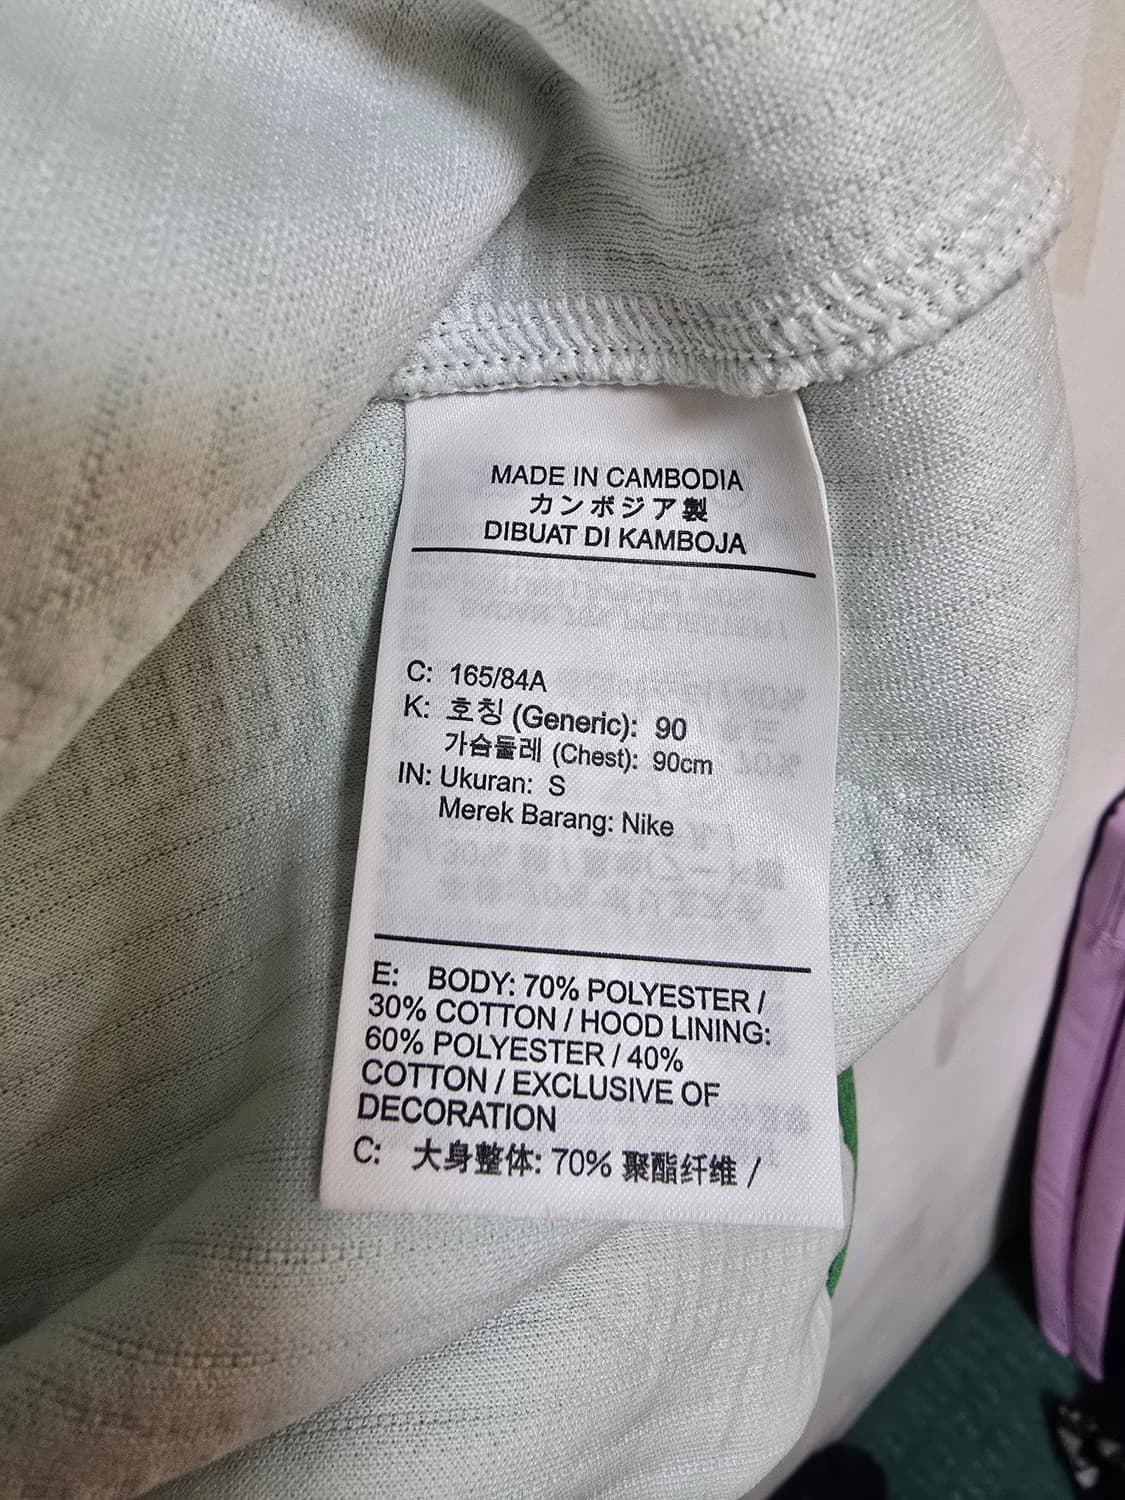 MADE IN CAMBODIA
カンボジア製
DIBUAT DI KAMBOJA
C: 165/84A
K: 호칭 (Generic): 90
가슴둘레 (Chest): 90cm
IN: Ukuran: S
Merek Barang: Nike
E: BODY: 70% POLYESTER /
30% COTTON / HOOD LINING:
60% POLYESTER / 40%
COTTON / EXCLUSIVE OF
DECORATION
C: 大身整体: 70% 聚酯纤维 /